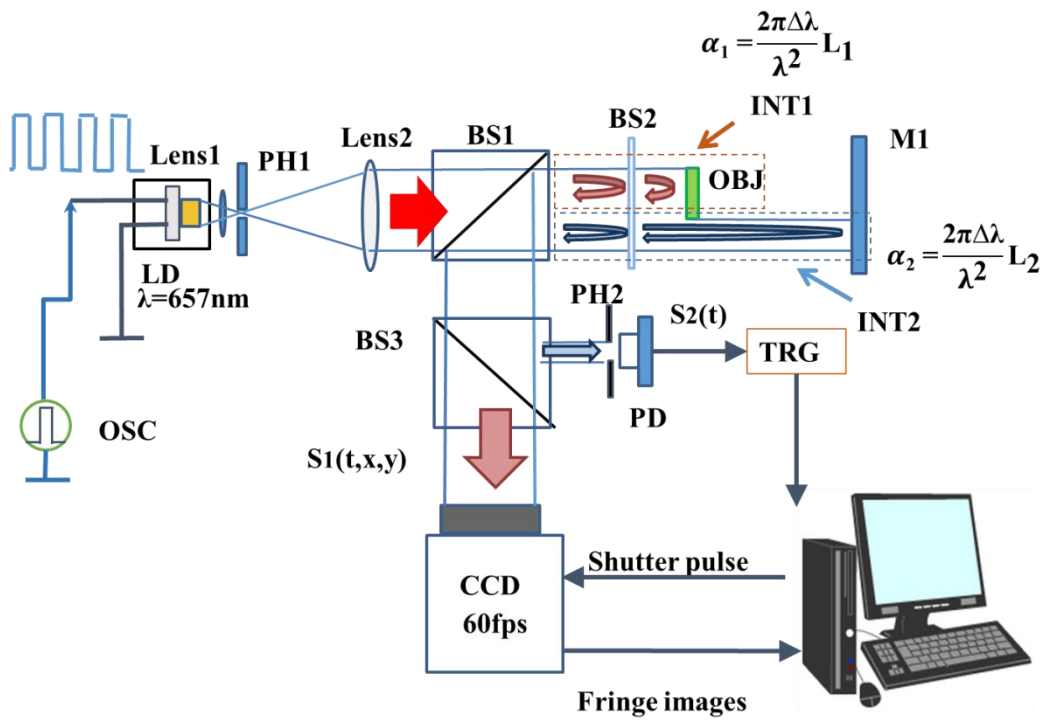 α₁ = 2πΔλ/λ² L₁
INT1
BS2
M1
BS1
Lens2
PH1
Lens1
OBJ
LD
λ=657nm
α₂ = 2πΔλ/λ² L₂
INT2
PH2
S2(t)
TRG
BS3
PD
OSC
S1(t,x,y)
CCD
60fps
Shutter pulse
Fringe images